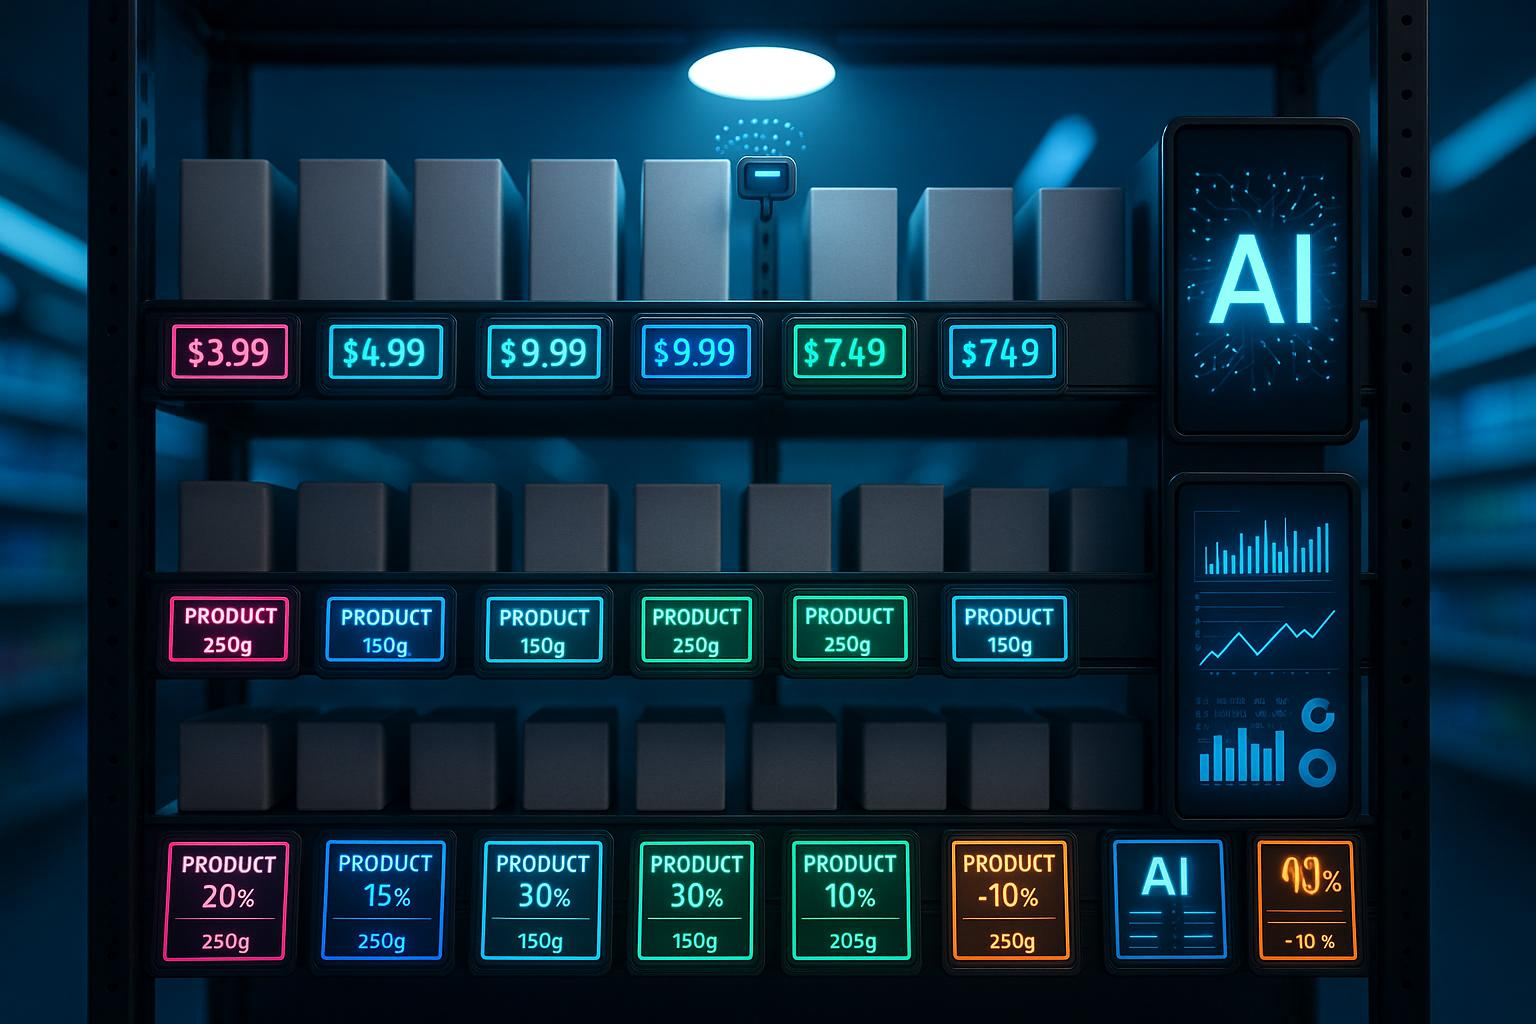 AI
$3.99
$4.99
$9.99
$9.99
$7.49
$749
PRODUCT
250g
PRODUCT
150g
PRODUCT
150g
PRODUCT
250g
PRODUCT
250g
PRODUCT
150g
PRODUCT
20%
250g
PRODUCT
15%
250g
PRODUCT
30%
150g
PRODUCT
30%
150g
PRODUCT
10%
205g
PRODUCT
-10%
250g
AI
%
-10 %